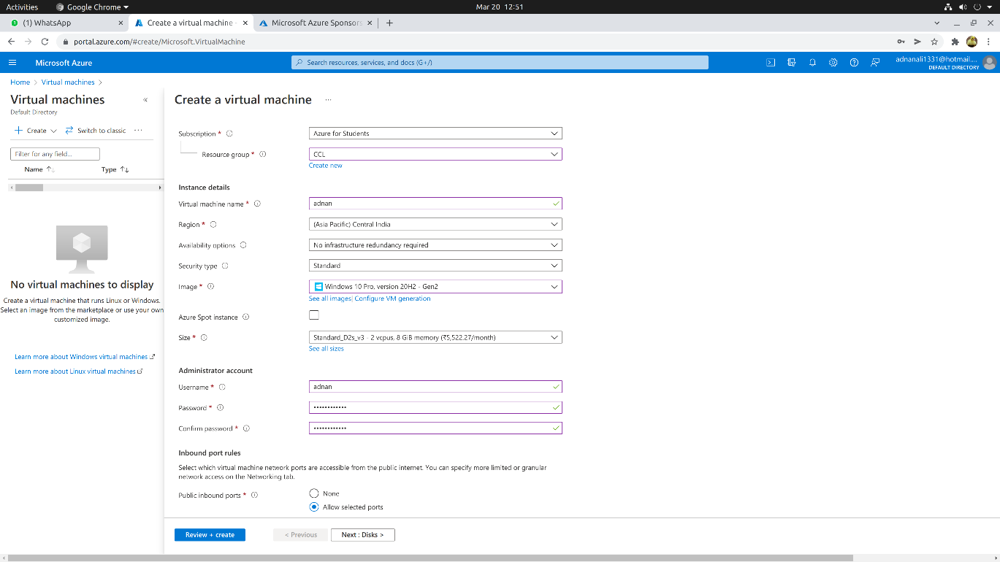 Activities
Google Chrome
Mar 20 12:51
1 (1) WhatsApp
Create a virtual machine -
Microsoft Azure Sponsors
portal.azure.com/#create/Microsoft.VirtualMachine
Microsoft Azure
Search resources, services, and docs (G+/)
adnanali1331@hotmail....
DEFAULT DIRECTORY
Home > Virtual machines >
Virtual machines
«
Default Directory
Create
Switch to classic
...
Filter for any field...
Name
Type
No virtual machines to display
Create a virtual machine that runs Linux or Windows.
Select an image from the marketplace or use your own
customized image.
Learn more about Windows virtual machines
Learn more about Linux virtual machines
Create a virtual machine ...
Subscription *
Azure for Students
Resource group *
CCL
Create new
Instance details
Virtual machine name *
adnan
Region *
(Asia Pacific) Central India
Availability options
No infrastructure redundancy required
Security type
Standard
Image *
Windows 10 Pro, version 20H2 - Gen2
See all images| Configure VM generation
Azure Spot instance
Size *
Standard_D2s_v3 - 2 vcpus, 8 GiB memory (₹5,522.27/month)
See all sizes
Administrator account
Username *
adnan
Password *
••••••••••••
Confirm password *
••••••••••••
Inbound port rules
Select which virtual machine network ports are accessible from the public internet. You can specify more limited or granular
network access on the Networking tab.
Public inbound ports *
None
Allow selected ports
Review + create
< Previous
Next : Disks >